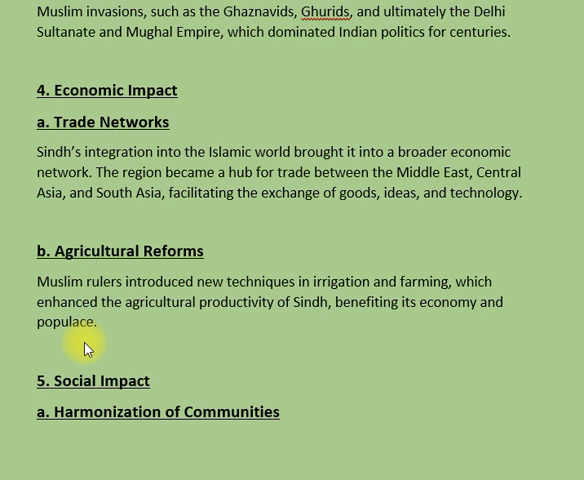 Muslim invasions, such as the Ghaznavids, Ghurids, and ultimately the Delhi
Sultanate and Mughal Empire, which dominated Indian politics for centuries.
4. Economic Impact
a. Trade Networks
Sindh’s integration into the Islamic world brought it into a broader economic
network. The region became a hub for trade between the Middle East, Central
Asia, and South Asia, facilitating the exchange of goods, ideas, and technology.
b. Agricultural Reforms
Muslim rulers introduced new techniques in irrigation and farming, which
enhanced the agricultural productivity of Sindh, benefiting its economy and
populace.
5. Social Impact
a. Harmonization of Communities